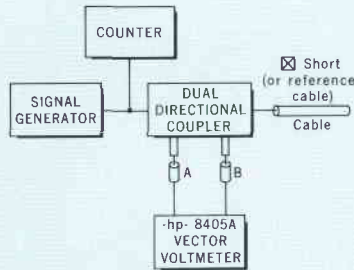 COUNTER
SIGNAL
GENERATOR
DUAL
DIRECTIONAL
COUPLER
Short
(or reference
cable)
Cable
A
B
-hp- 8405A
VECTOR
VOLTMETER